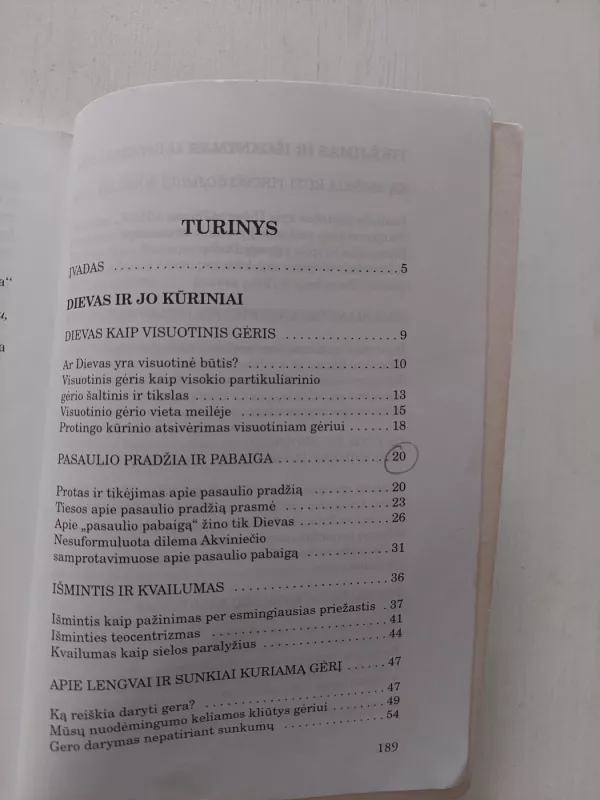 a“
u,
a
TURINYS
ĮVADAS . . . . . . . . . . . . . . . . . . . . . . . . . . . . . . . . . . . . . . . 5
DIEVAS IR JO KŪRINIAI
DIEVAS KAIP VISUOTINIS GĖRIS . . . . . . . . . . . . . . . . . 9
Ar Dievas yra visuotinė būtis? . . . . . . . . . . . . . . . . . . . . 10
Visuotinis gėris kaip visokio partikuliarinio
gėrio šaltinis ir tikslas . . . . . . . . . . . . . . . . . . . . . . . . . . . 13
Visuotinio gėrio vieta meilėje . . . . . . . . . . . . . . . . . . . . . . 15
Protingo kūrinio atsivėrimas visuotiniam gėriui . . . . . 18
PASAULIO PRADŽIA IR PABAIGA . . . . . . . . . . . . . . . 20
Protas ir tikėjimas apie pasaulio pradžią . . . . . . . . . . . 20
Tiesos apie pasaulio pradžią prasmė . . . . . . . . . . . . . . . 23
Apie „pasaulio pabaigą“ žino tik Dievas . . . . . . . . . . . . 26
Nesuformuluota dilema Akviniečio
samprotavimuose apie pasaulio pabaigą . . . . . . . . . . . . 31
IŠMINTIS IR KVAILUMAS . . . . . . . . . . . . . . . . . . . . . . . 36
Išmintis kaip pažinimas per esmingiausias priežastis . 37
Išminties teocentrizmas . . . . . . . . . . . . . . . . . . . . . . . . . . 41
Kvailumas kaip sielos paralyžius . . . . . . . . . . . . . . . . . . 44
APIE LENGVAI IR SUNKIAI KURIAMĄ GĖRĮ . . . . . . 47
Ką reiškia daryti gera? . . . . . . . . . . . . . . . . . . . . . . . . . . . 47
Mūsų nuodėmingumo keliamos kliūtys gėriui . . . . . . . . 49
Gero darymas nepatiriant sunkumų . . . . . . . . . . . . . . . . 54
189